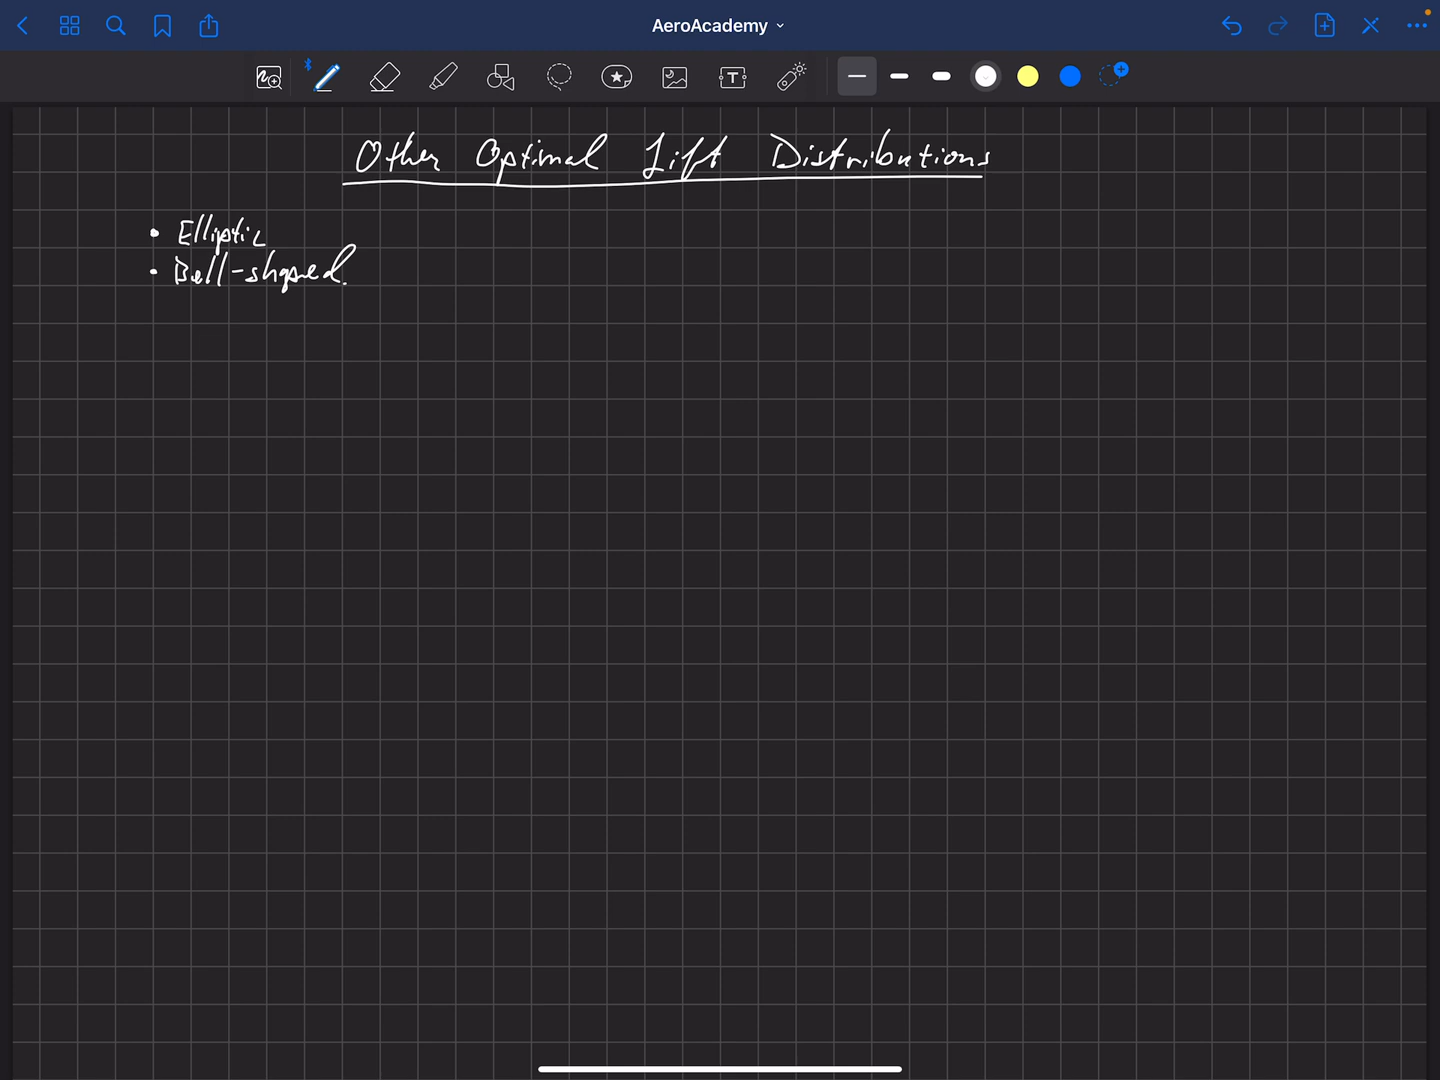 AeroAcademy
Other Optimal Lift Distributions
• Elliptic
• Bell-shaped.